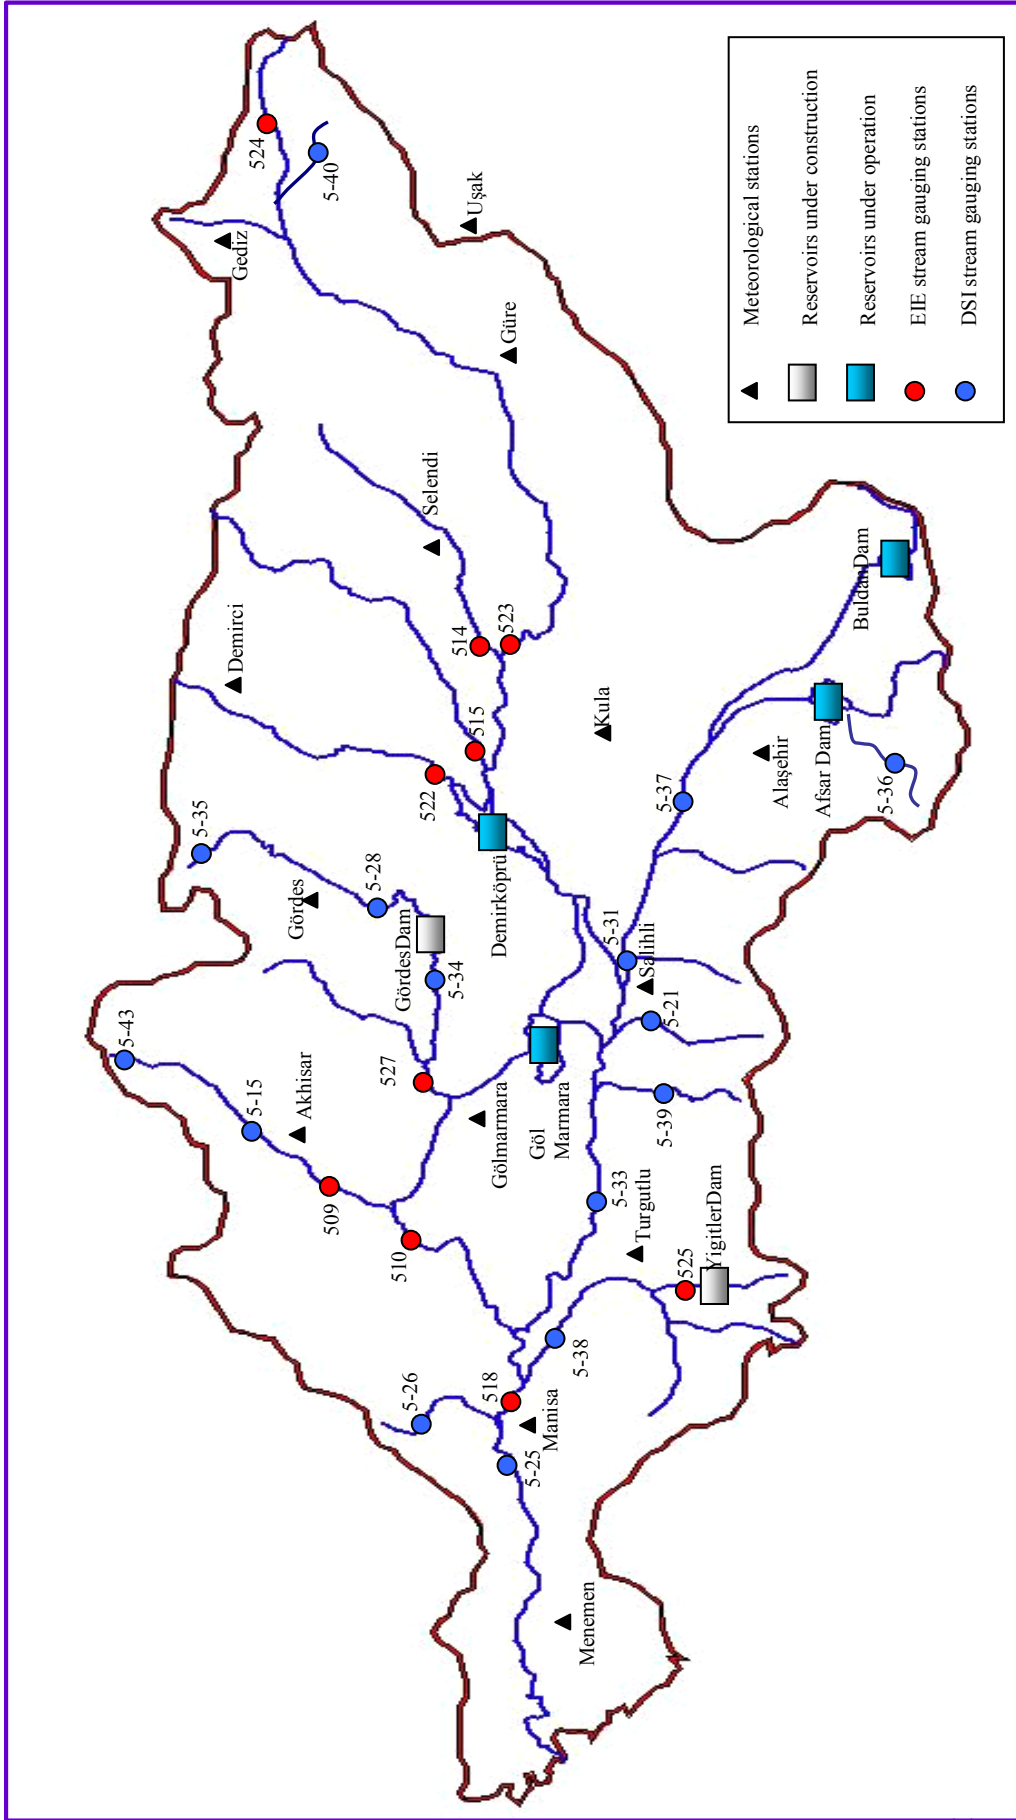 524
5-40
Gediz
Uşak
Güre
Selendi
Demirci
514
523
515
522
Kula
5-35
Gördes
5-28
GördesDam
5-34
Demirköprü
5-37
BuldanDam
Alaşehir
Afsar Dam
5-36
5-31
Salihli
5-21
5-39
5-43
5-15
Akhisar
527
Gölmarmara
Göl
Marmara
509
510
5-33
Turgutlu
525
YigitlerDam
5-38
518
Manisa
5-26
5-25
Menemen
Meteorological stations
Reservoirs under construction
Reservoirs under operation
EIE stream gauging stations
DSI stream gauging stations